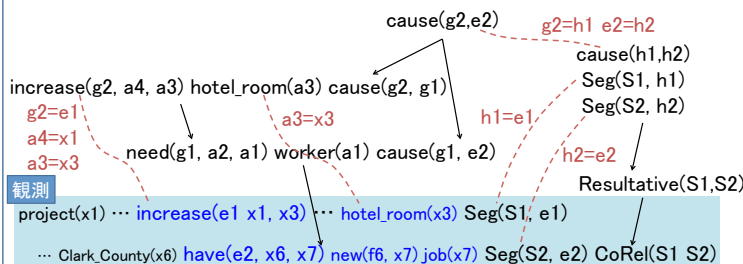 cause(g2,e2)
g2=h1 e2=h2
cause(h1,h2)
Seg(S1, h1)
Seg(S2, h2)
increase(g2, a4, a3) hotel_room(a3) cause(g2, g1)
g2=e1
a4=x1
a3=x3
a3=x3
h1=e1
need(g1, a2, a1) worker(a1) cause(g1, e2)
h2=e2
Resultative(S1,S2)
観測
project(x1) … increase(e1 x1, x3) … hotel_room(x3) Seg(S1, e1)
… Clark_County(x6) have(e2, x6, x7) new(f6, x7) job(x7) Seg(S2, e2) CoRel(S1 S2)